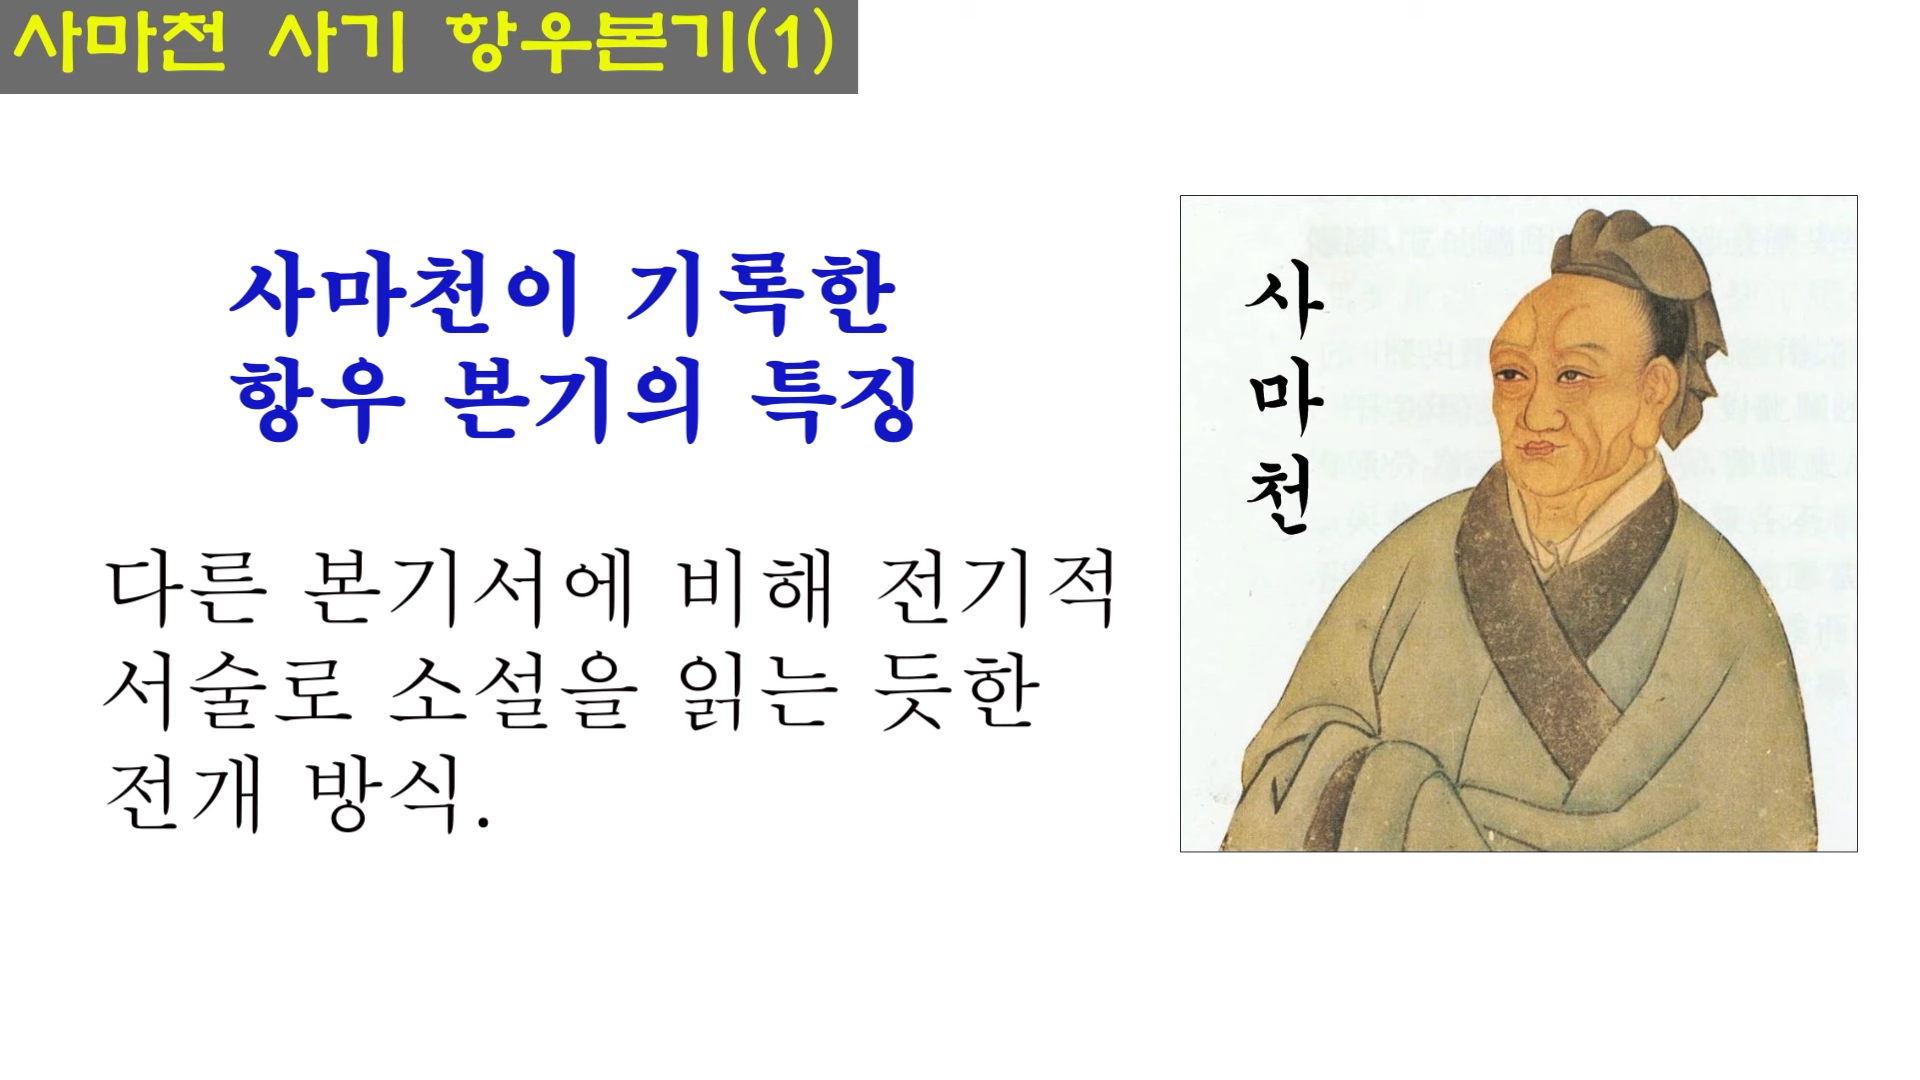 사마천 사기 항우본기(1)
사마천이 기록한
항우 본기의 특징
다른 본기서에 비해 전기적
서술로 소설을 읽는 듯한
전개 방식.
사
마
천